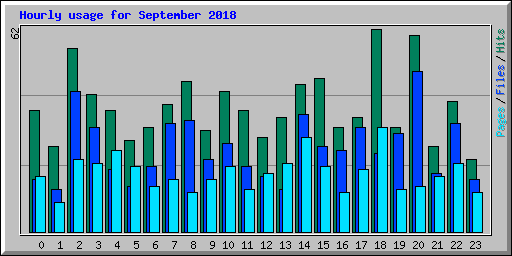 Hourly usage for September 2018
62
Pages/Files/Hits
0 1 2 3 4 5 6 7 8 9 10 11 12 13 14 15 16 17 18 19 20 21 22 23